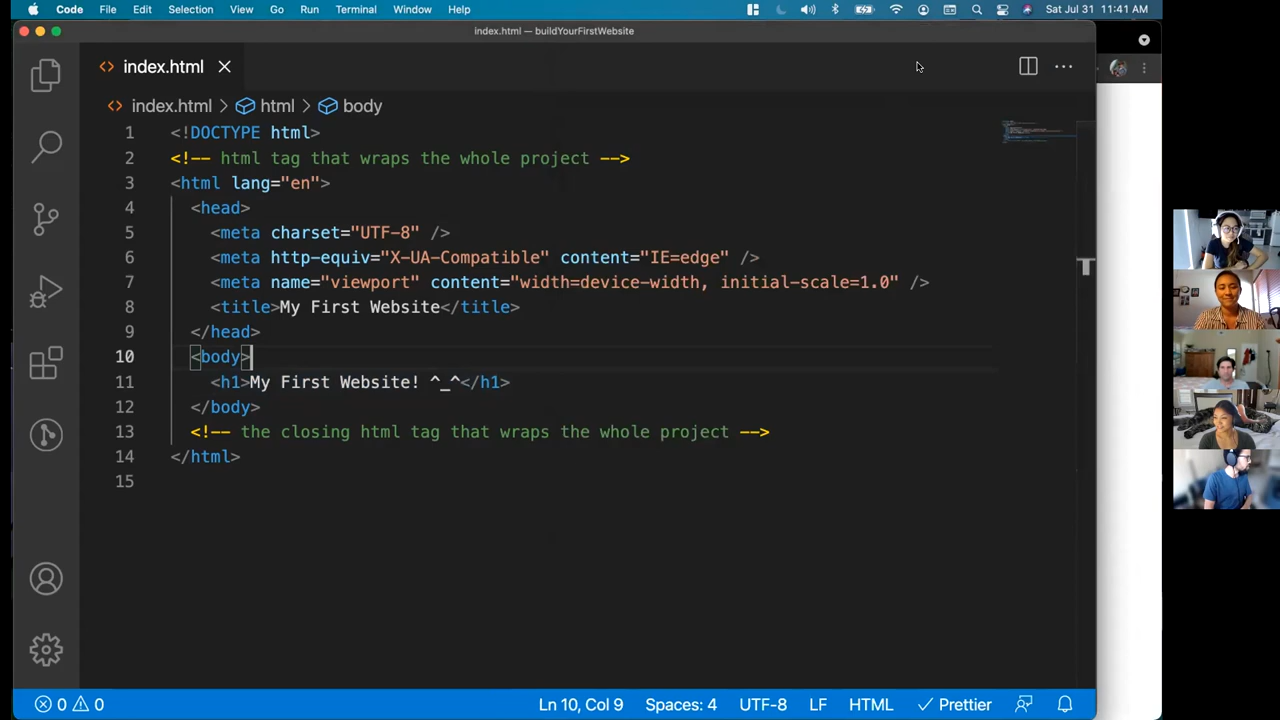 Code File Edit Selection View Go Run Terminal Window Help Sat Jul 31 11:41 AM
index.html — buildYourFirstWebsite
index.html
index.html > html > body
1 <!DOCTYPE html>
2 <!-- html tag that wraps the whole project -->
3 <html lang="en">
4 <head>
5 <meta charset="UTF-8" />
6 <meta http-equiv="X-UA-Compatible" content="IE=edge" />
7 <meta name="viewport" content="width=device-width, initial-scale=1.0" />
8 <title>My First Website</title>
9 </head>
10 <body>
11 <h1>My First Website! ^_^</h1>
12 </body>
13 <!-- the closing html tag that wraps the whole project -->
14 </html>
15
0 0 Ln 10, Col 9 Spaces: 4 UTF-8 LF HTML Prettier